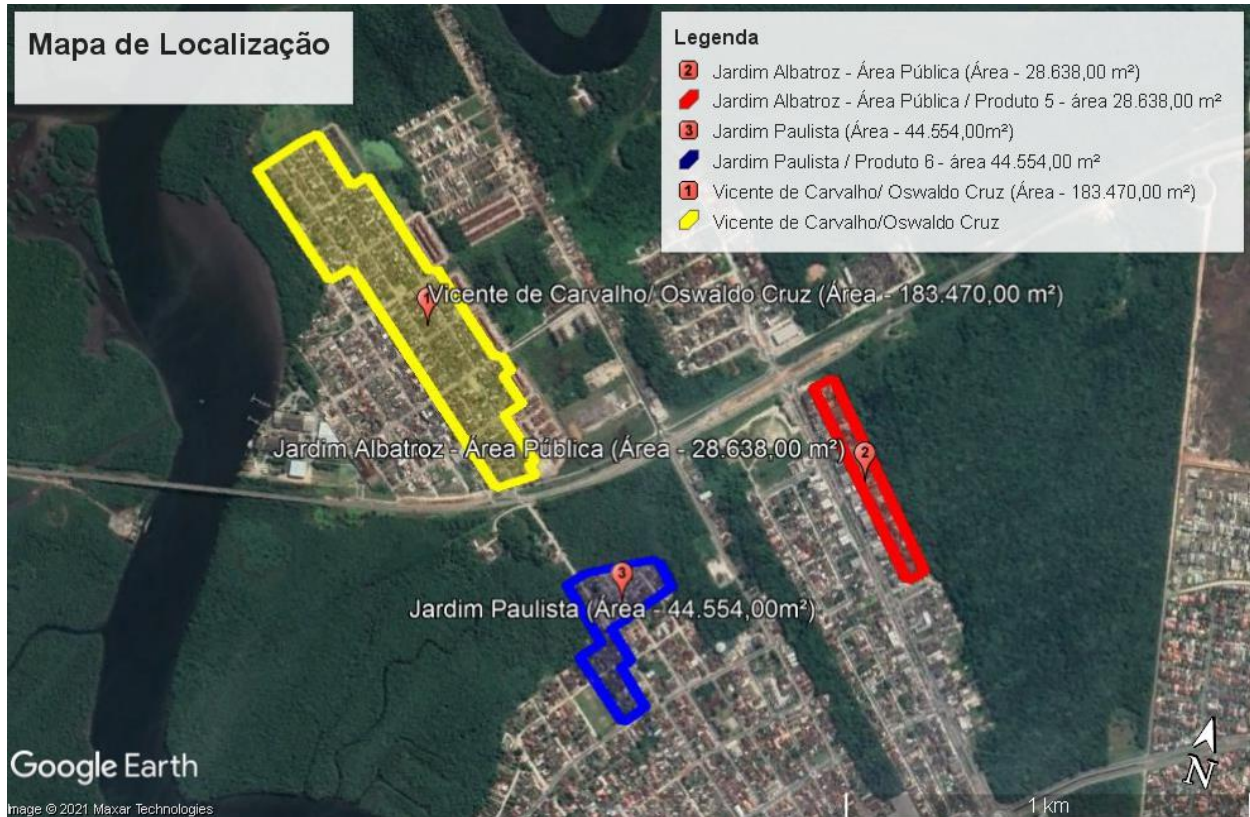 Mapa de Localização
Legenda
2 Jardim Albatroz - Área Pública (Área - 28.638,00 m²)
Jardim Albatroz - Área Pública / Produto 5 - área 28.638,00 m²
3 Jardim Paulista (Área - 44.554,00m²)
Jardim Paulista / Produto 6 - área 44.554,00 m²
1 Vicente de Carvalho/ Oswaldo Cruz (Área - 183.470,00 m²)
Vicente de Carvalho/Oswaldo Cruz
1
Vicente de Carvalho/ Oswaldo Cruz (Área - 183.470,00 m²)
Jardim Albatroz - Área Pública (Área - 28.638,00 m²)
2
3
Jardim Paulista (Área - 44.554,00m²)
N
Google Earth
Image © 2021 Maxar Technologies
1 km